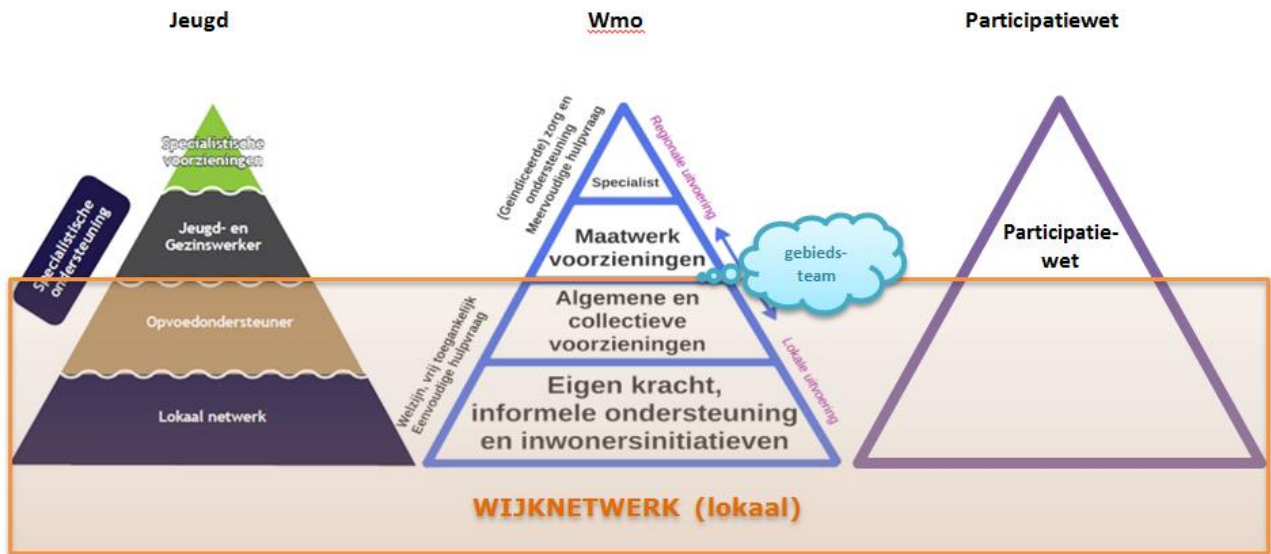 Jeugd
Wmo
Participatiewet
Specialistische
voorzieningen
Jeugd- en
Gezinswerker
Opvoedondersteuner
Lokaal netwerk
Specialistische
ondersteuning
(Geïndiceerde) zorg en
ondersteuning
Meervoudige hulpvraag
Welzijn, vrij toegankelijk
Eenvoudige hulpvraag
Specialist
Maatwerk
voorzieningen
Algemene en
collectieve
voorzieningen
Eigen kracht,
informele ondersteuning
en inwonersinitiatieven
Regionale uitvoering
Lokale uitvoering
gebieds-
team
Participatie-
wet
WIJKNETWERK (lokaal)